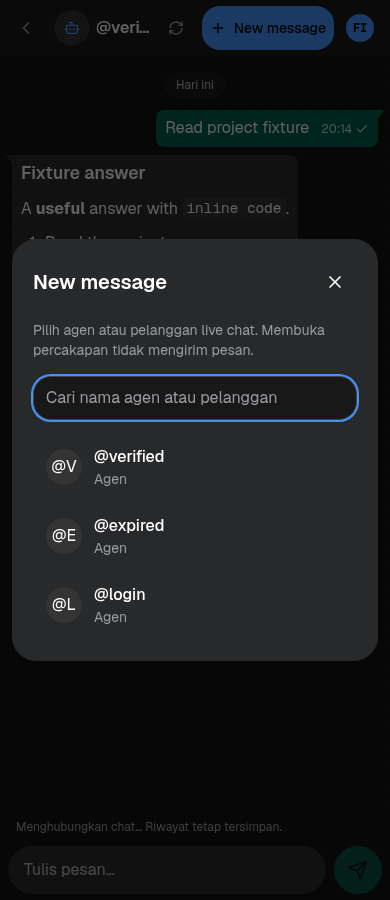 @veri...
+ New message
FI
Hari ini
Read project fixture 20:14
Fixture answer
A useful answer with inline code.
New message
Pilih agen atau pelanggan live chat. Membuka
percakapan tidak mengirim pesan.
Cari nama agen atau pelanggan
@V
@verified
Agen
@E
@expired
Agen
@L
@login
Agen
Menghubungkan chat... Riwayat tetap tersimpan.
Tulis pesan...